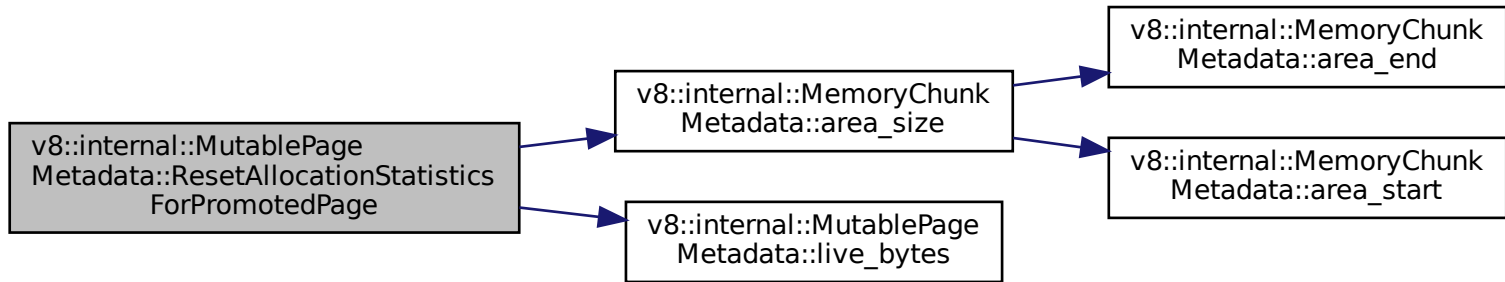 v8::internal::MutablePage
Metadata::ResetAllocationStatistics
ForPromotedPage
v8::internal::MemoryChunk
Metadata::area_size
v8::internal::MutablePage
Metadata::live_bytes
v8::internal::MemoryChunk
Metadata::area_end
v8::internal::MemoryChunk
Metadata::area_start